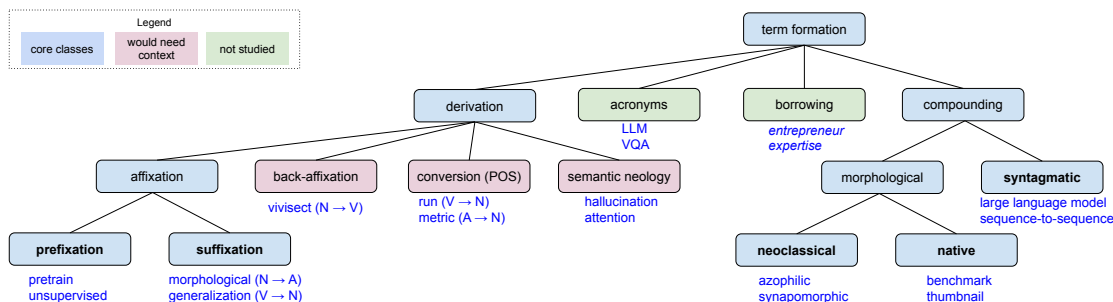 Legend
core classes
would need
context
not studied
term formation
derivation
acronyms
borrowing
compounding
LLM
VQA
entrepreneur
expertise
affixation
back-affixation
conversion (POS)
semantic neology
morphological
syntagmatic
vivisect (N → V)
run (V → N)
metric (A → N)
hallucination
attention
large language model
sequence-to-sequence
prefixation
suffixation
neoclassical
native
pretrain
unsupervised
morphological (N → A)
generalization (V → N)
azophilic
synapomorphic
benchmark
thumbnail